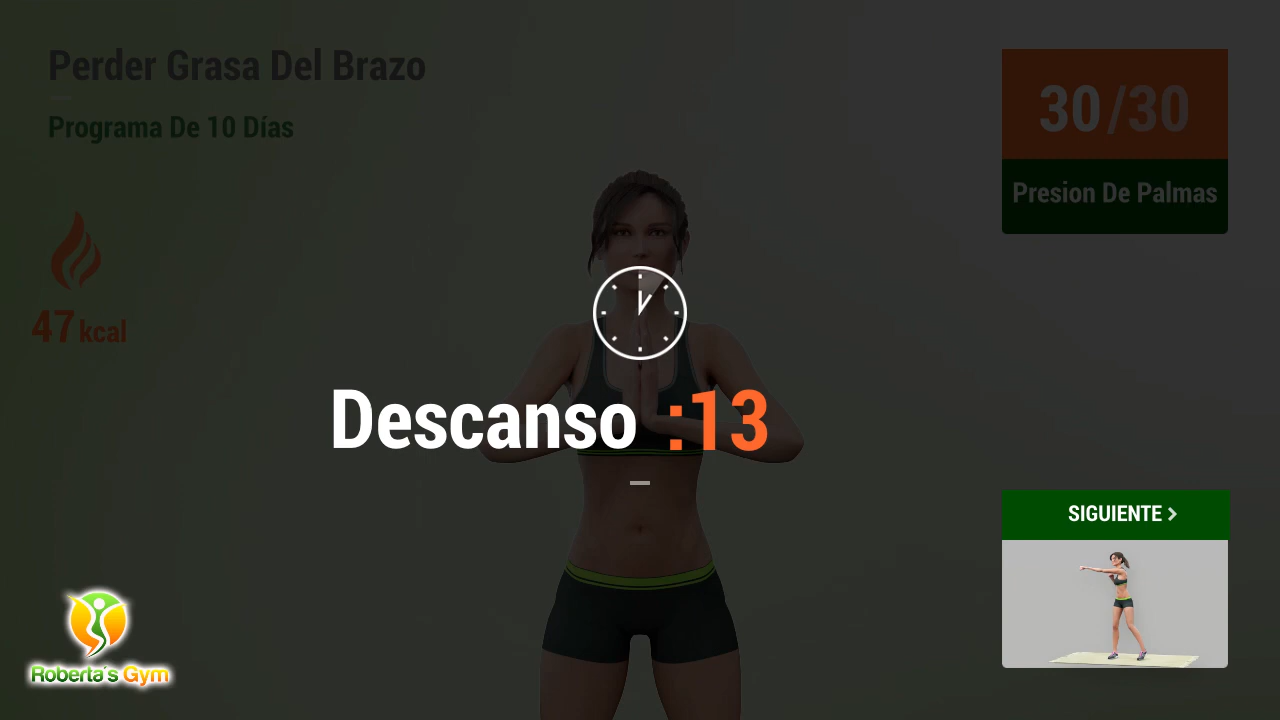 Perder Grasa Del Brazo
Programa De 10 Días
30/30
Presion De Palmas
47 kcal
Descanso :13
SIGUIENTE >
Roberta´s Gym